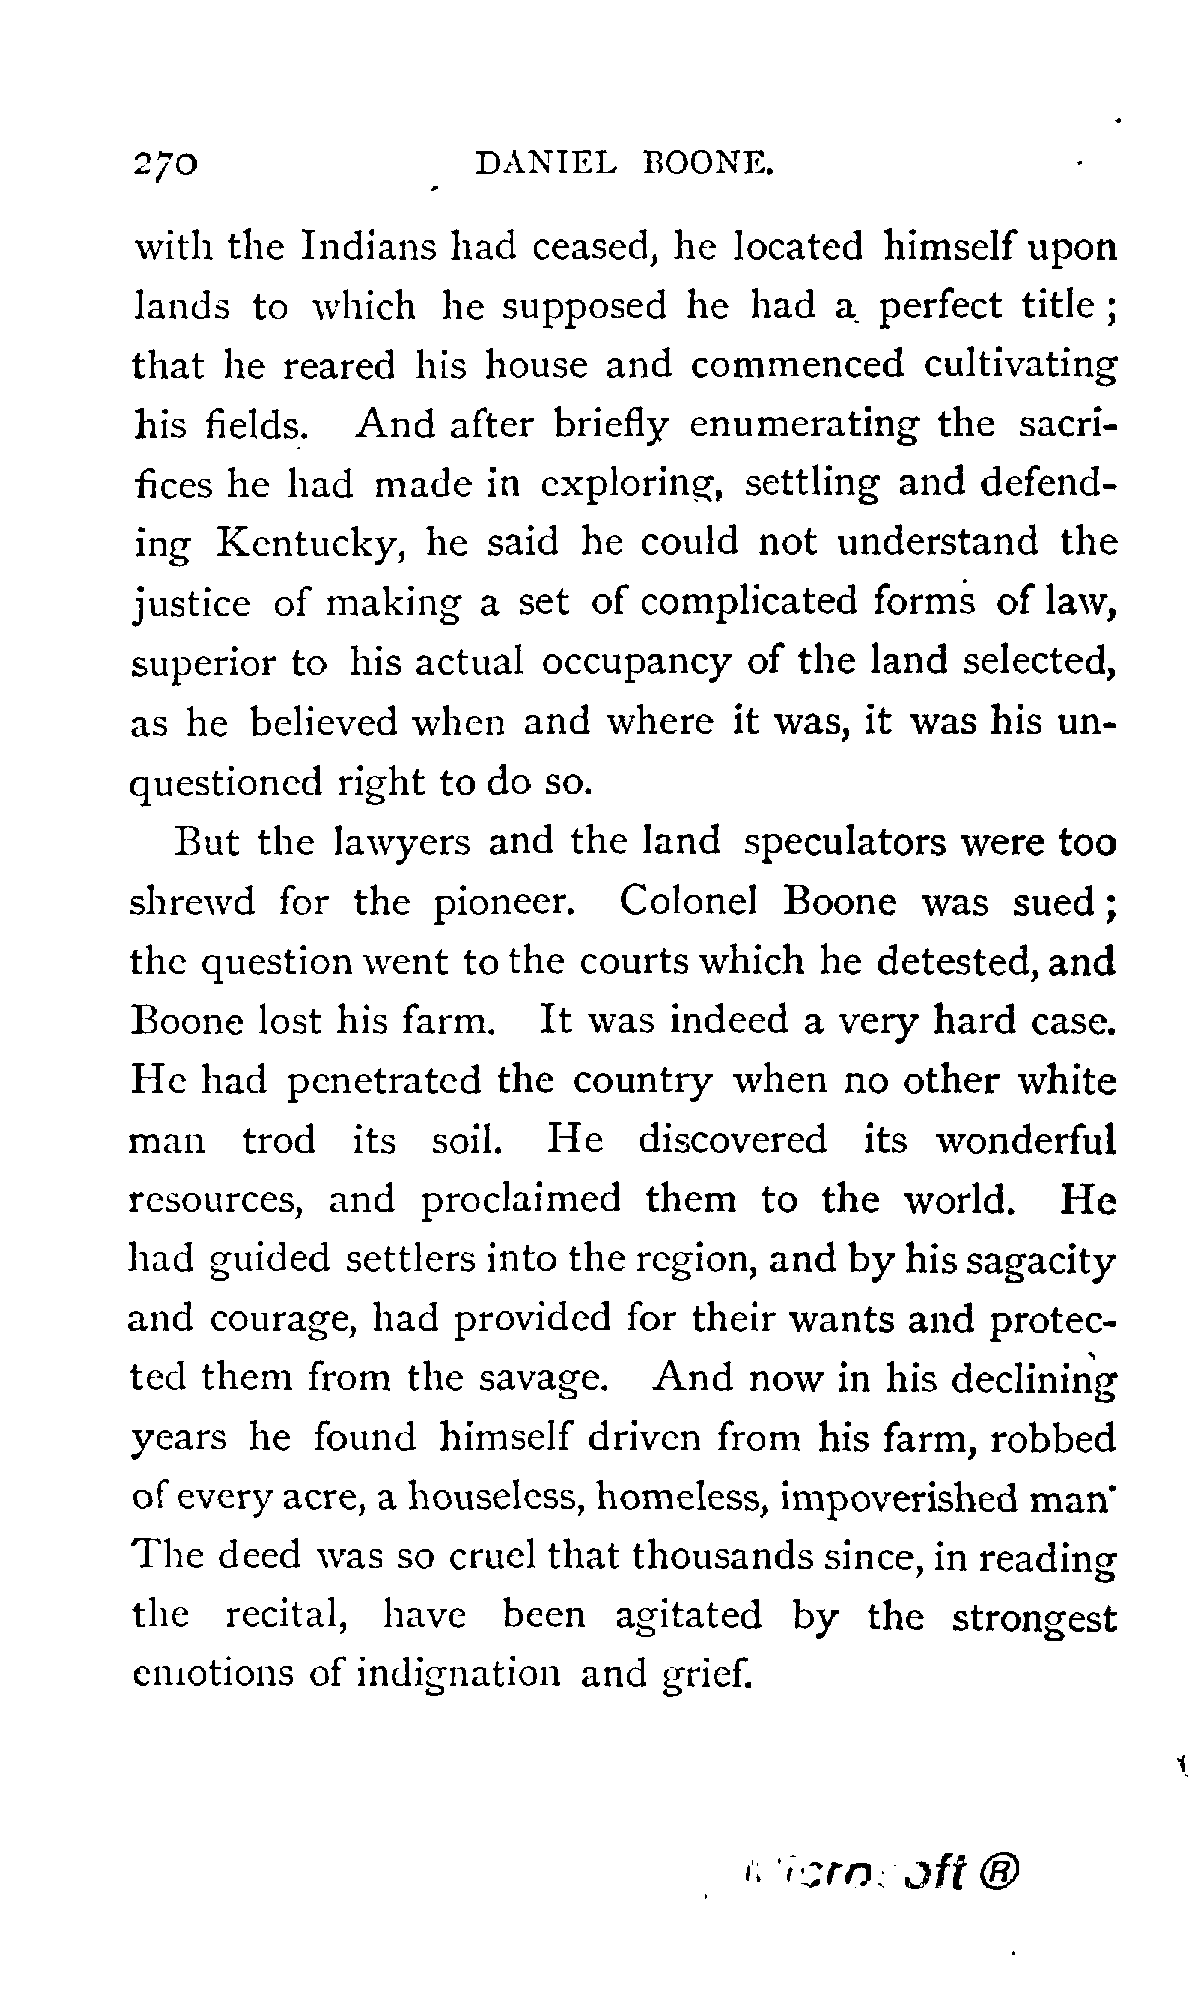 270 DANIEL BOONE.
with the Indians had ceased, he located himself upon
lands to which he supposed he had a perfect title ;
that he reared his house and commenced cultivating
his fields. And after briefly enumerating the sacri-
fices he had made in exploring, settling and defend-
ing Kentucky, he said he could not understand the
justice of making a set of complicated forms of law,
superior to his actual occupancy of the land selected,
as he believed when and where it was, it was his un-
questioned right to do so.
But the lawyers and the land speculators were too
shrewd for the pioneer. Colonel Boone was sued ;
the question went to the courts which he detested, and
Boone lost his farm. It was indeed a very hard case.
He had penetrated the country when no other white
man trod its soil. He discovered its wonderful
resources, and proclaimed them to the world. He
had guided settlers into the region, and by his sagacity
and courage, had provided for their wants and protec-
ted them from the savage. And now in his declining
years he found himself driven from his farm, robbed
of every acre, a houseless, homeless, impoverished man
The deed was so cruel that thousands since, in reading
the recital, have been agitated by the strongest
emotions of indignation and grief.
Microsoft ®